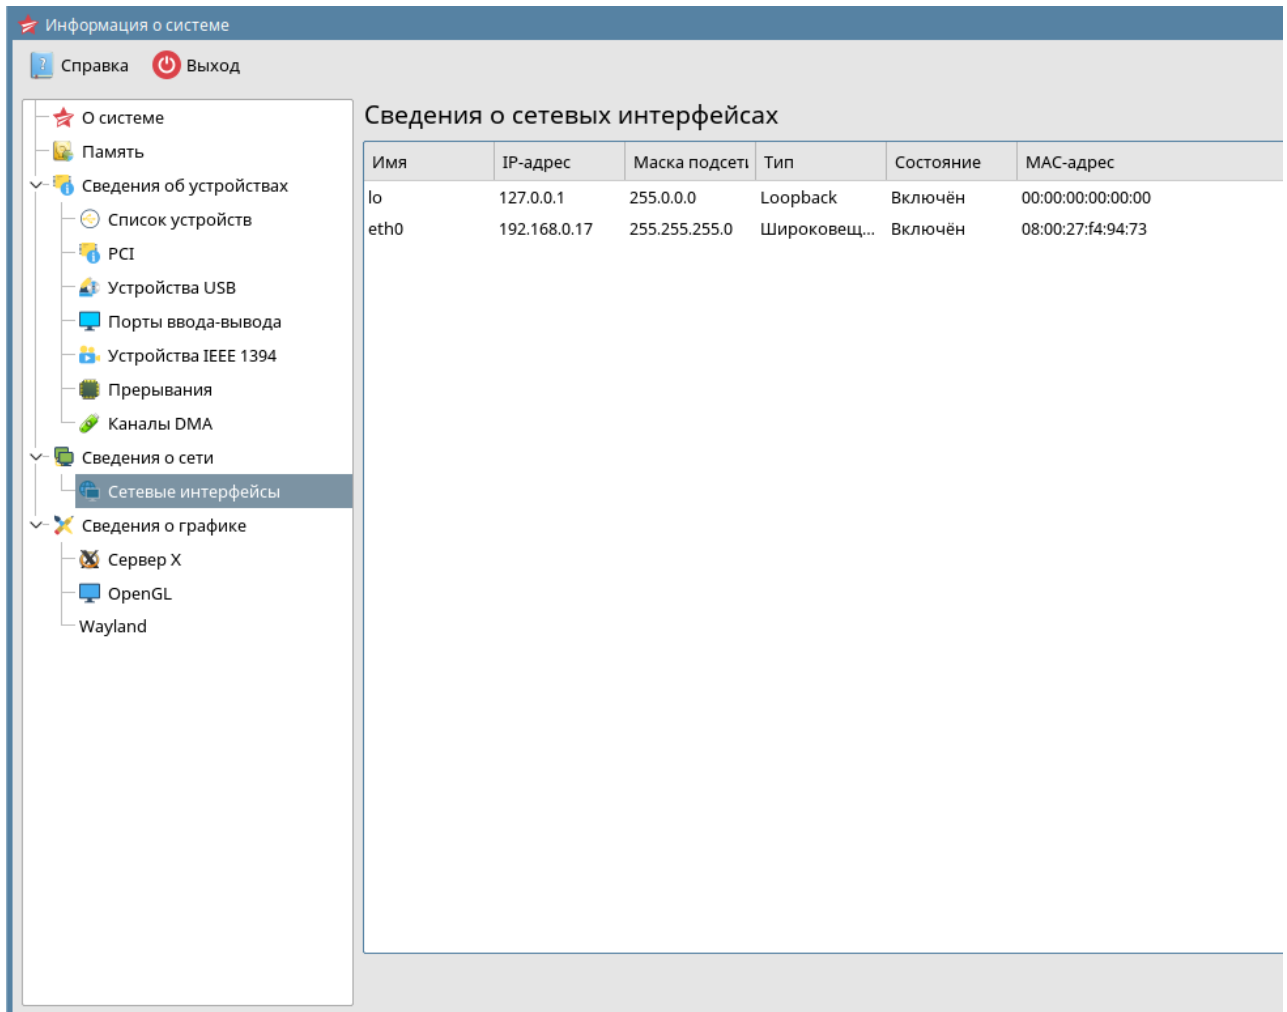 Информация о системе
Справка Выход
О системе
Память
Сведения об устройствах
Список устройств
PCI
Устройства USB
Порты ввода-вывода
Устройства IEEE 1394
Прерывания
Каналы DMA
Сведения о сети
Сетевые интерфейсы
Сведения о графике
Сервер X
OpenGL
Wayland
Сведения о сетевых интерфейсах
Имя IP-адрес Маска подсети Тип Состояние MAC-адрес
lo 127.0.0.1 255.0.0.0 Loopback Включён 00:00:00:00:00:00
eth0 192.168.0.17 255.255.255.0 Широковещ... Включён 08:00:27:f4:94:73